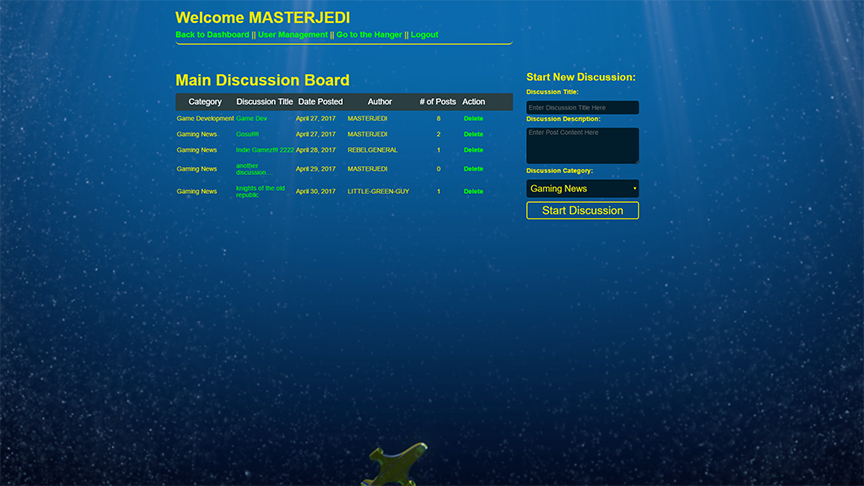 Welcome MASTERJEDI
Back to Dashboard || User Management || Go to the Hanger || Logout
Main Discussion Board
Category Discussion Title Date Posted Author # of Posts Action
Game Development Game Dev April 27, 2017 MASTERJEDI 8 Delete
Gaming News April 27, 2017 MASTERJEDI 2 Delete
Gaming News Indie 2222 April 28, 2017 REBELGENERAL 1 Delete
Gaming News another discussion... April 29, 2017 MASTERJEDI 0 Delete
Gaming News knights of the old republic April 30, 2017 LITTLE-GREEN-GUY 1 Delete
Start New Discussion:
Discussion Title:
Enter Discussion Title Here
Discussion Description:
Enter Post Content Here
Discussion Category:
Gaming News
Start Discussion